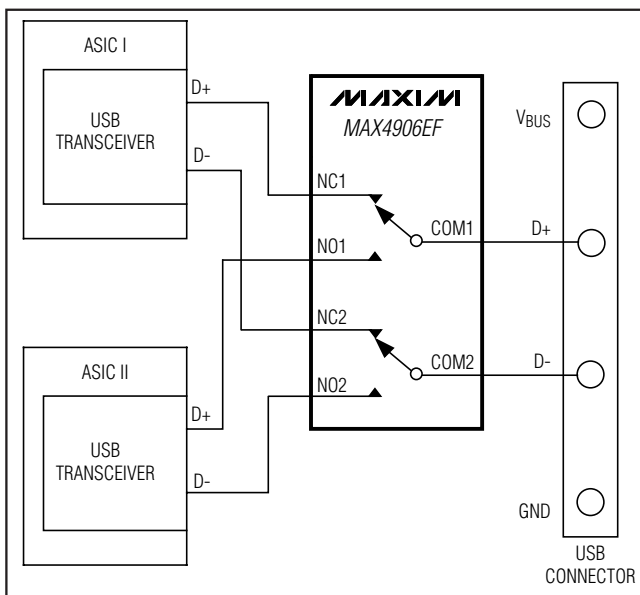 ASIC I
USB
TRANSCEIVER
D+
D-
MAXIM
MAX4906EF
NC1
NO1
NC2
NO2
COM1
COM2
ASIC II
USB
TRANSCEIVER
D+
D-
VBUS
D+
D-
GND
USB
CONNECTOR